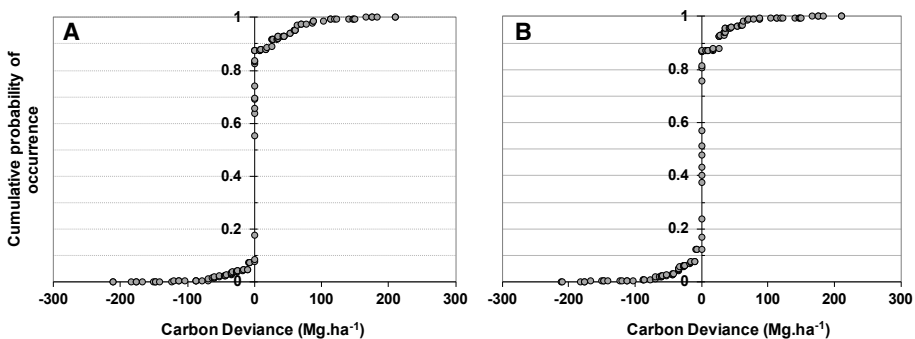 A
B
Cumulative probability of
occurrence
1
0.8
0.6
0.4
0.2
0
-300 -200 -100 0 100 200 300
Carbon Deviance (Mg.ha-1)
1
0.8
0.6
0.4
0.2
0
-300 -200 -100 0 100 200 300
Carbon Deviance (Mg.ha-1)